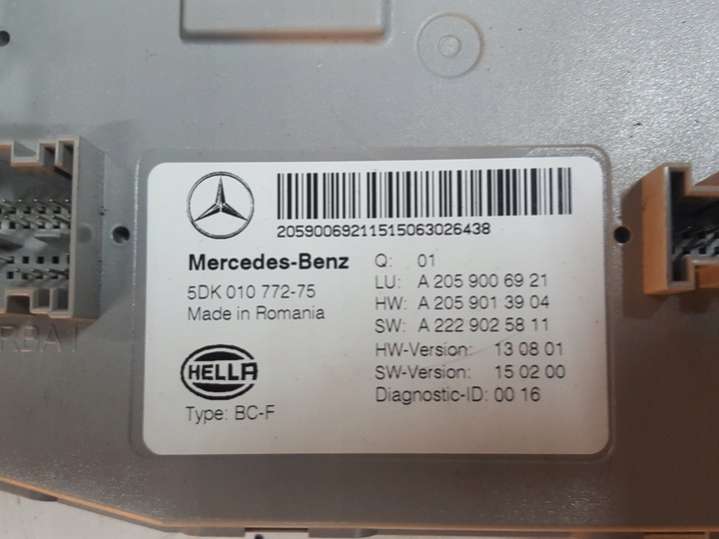 20590069211515063026438
Mercedes-Benz
5DK 010 772-75
Made in Romania
HELLA
Type: BC-F
Q: 01
LU: A 205 900 69 21
HW: A 205 901 39 04
SW: A 222 902 58 11
HW-Version: 13 08 01
SW-Version: 15 02 00
Diagnostic-ID: 00 16